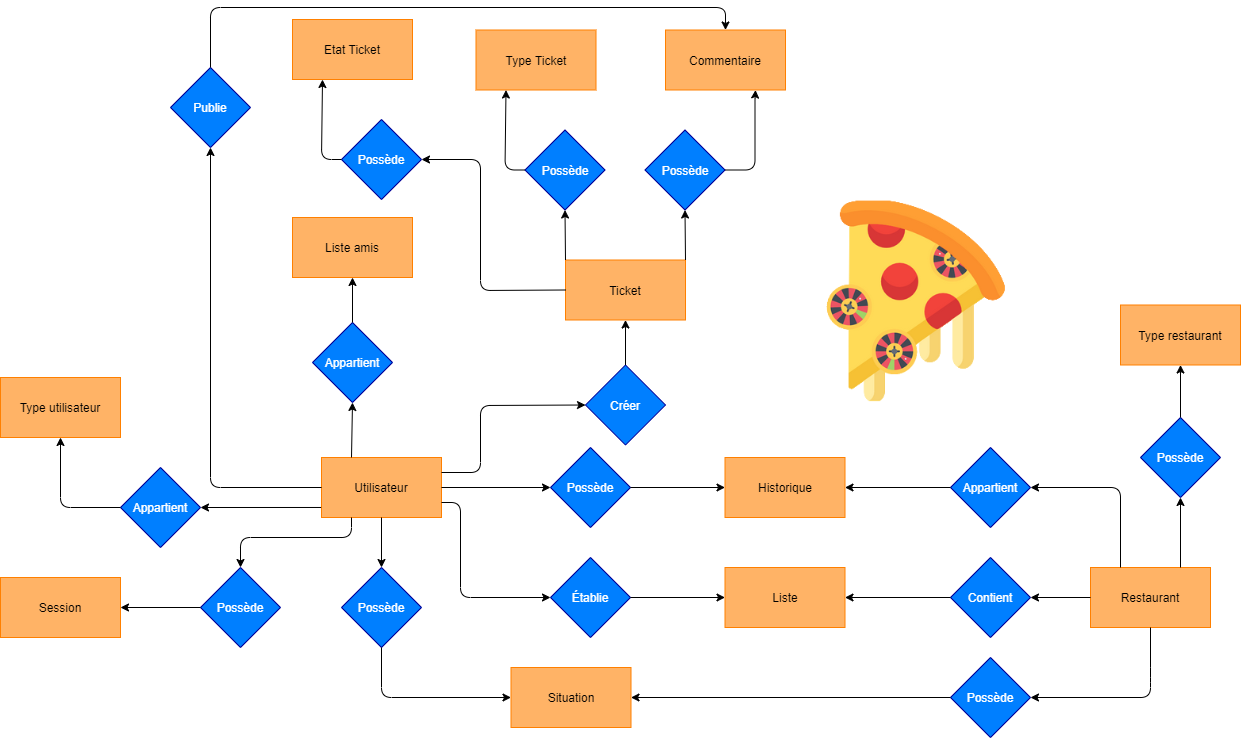 Etat Ticket
Type Ticket
Commentaire
Publie
Possède
Possède
Possède
Liste amis
Ticket
Type restaurant
Appartient
Créer
Type utilisateur
Possède
Utilisateur
Possède
Historique
Appartient
Appartient
Session
Possède
Possède
Établie
Liste
Contient
Restaurant
Situation
Possède